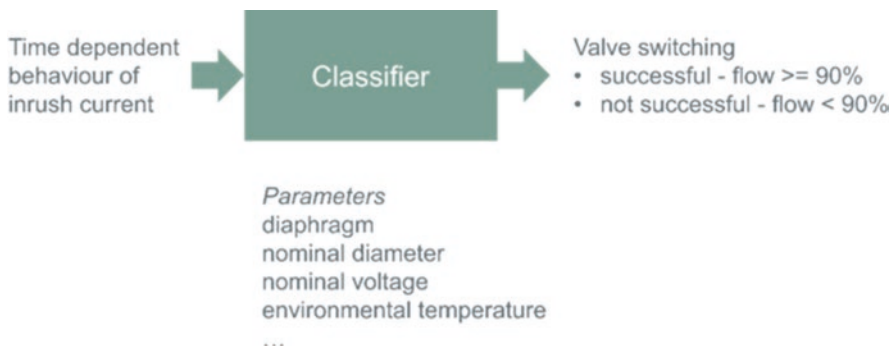 Time dependent
behaviour of
inrush current
Classifier
Valve switching
• successful - flow >= 90%
• not successful - flow < 90%
Parameters
diaphragm
nominal diameter
nominal voltage
environmental temperature
...